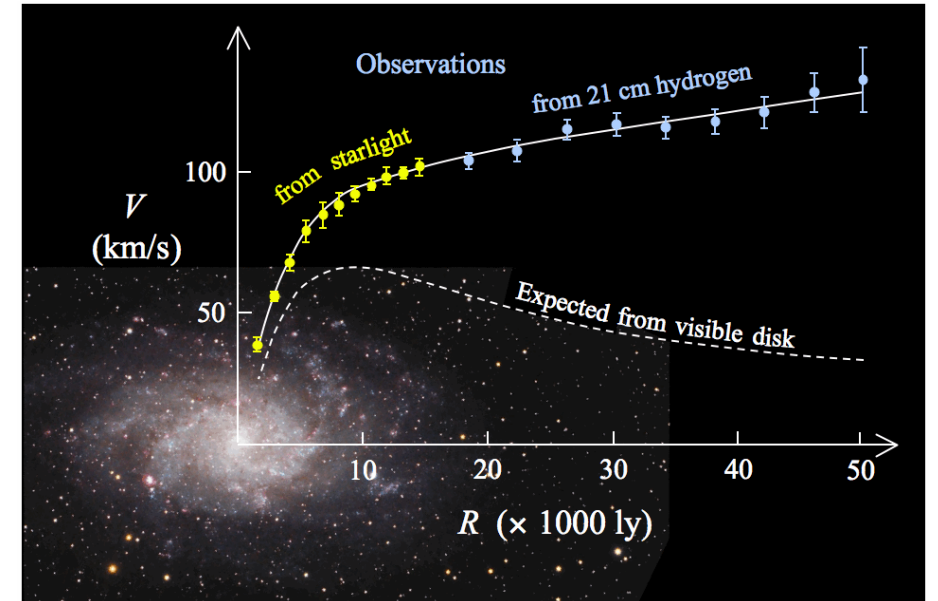 Observations
from 21 cm hydrogen
from starlight
100
V
(km/s)
50
Expected from visible disk
10
20
30
40
50
R (× 1000 ly)